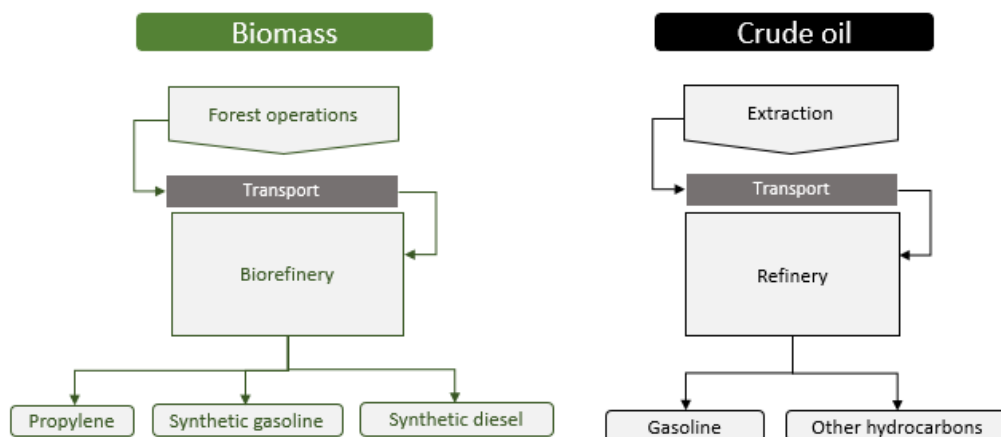 Biomass
Forest operations
Transport
Biorefinery
Propylene
Synthetic gasoline
Synthetic diesel
Crude oil
Extraction
Transport
Refinery
Gasoline
Other hydrocarbons